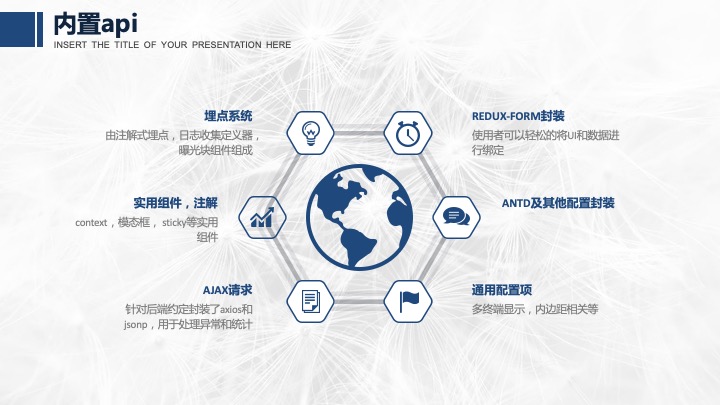 内置api
INSERT THE TITLE OF YOUR PRESENTATION HERE
埋点系统
由注解式埋点，日志收集定义器，
曝光块组件组成
实用组件，注解
context，模态框， sticky等实用
组件
AJAX请求
针对后端约定封装了axios和
jsonp，用于处理异常和统计
REDUX-FORM封装
使用者可以轻松的将UI和数据进
行绑定
ANTD及其他配置封装
通用配置项
多终端显示，内边距相关等